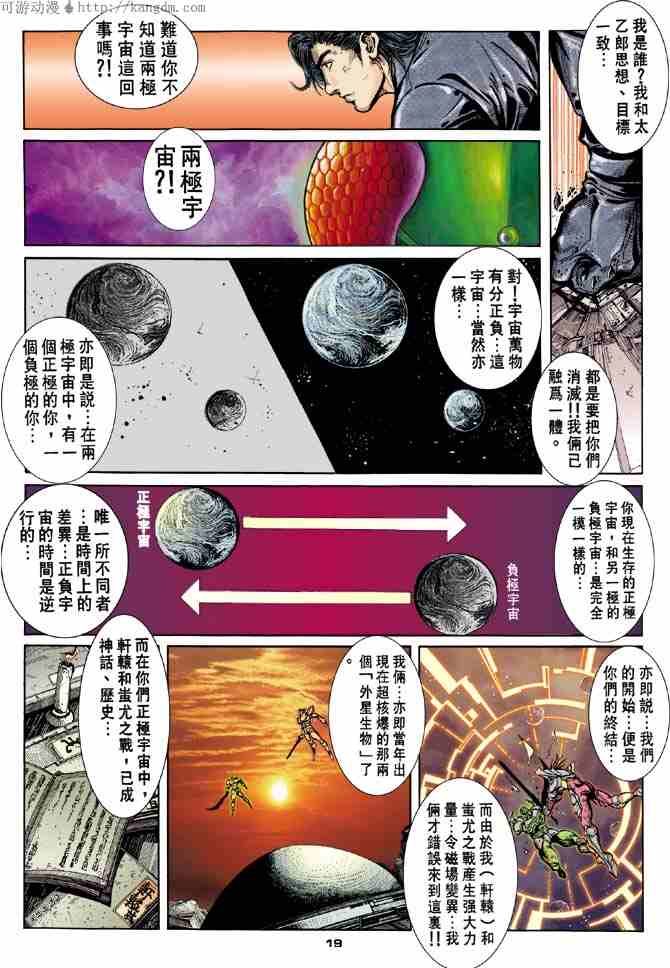 可游动漫 http://kangdm.com/
我是誰?我和太
乙郎思想、目標
一致…
都是要把你們
消滅!!我倆已
融爲一體。
難道你不
知道兩極
宇宙這回
事嗎?!
兩極宇
宙?!
對!宇宙萬物
有分正負…這
宇宙…當然亦
一樣…
亦即是説…在兩
極宇宙中,有一
個正極的你,一
個負極的你…
你現在生存的正極
宇宙,和另一極的
負極宇宙…是完全
一模一樣的…
正極宇宙
負極宇宙
唯一所不同者
…是時間上的
差異…正負宇
宙的時間是逆
行的…
亦即説…我們
的開始…便是
你們的終結…
而由於我(軒轅)和
蚩尤之戰産生强大力
量…令磁場變異…我
倆才錯誤來到這裏!!
我倆…亦即當年出
現在超核爆的那兩
個「外星生物」了
。
而在你們正極宇宙中,
軒轅和蚩尤之戰,已成
神話、歷史…
19